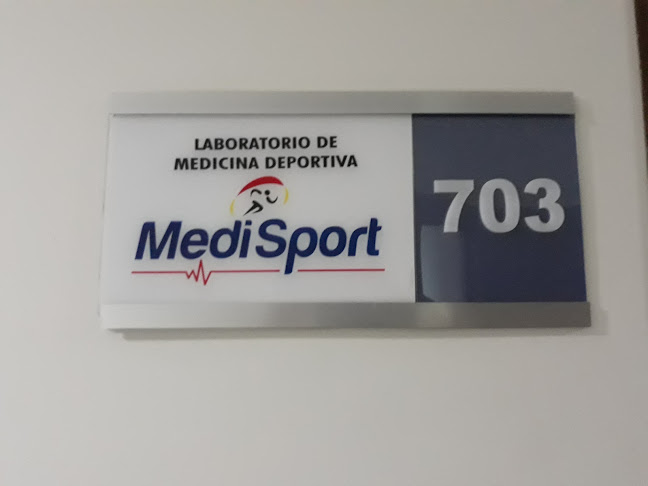 LABORATORIO DE
MEDICINA DEPORTIVA
MediSport
703